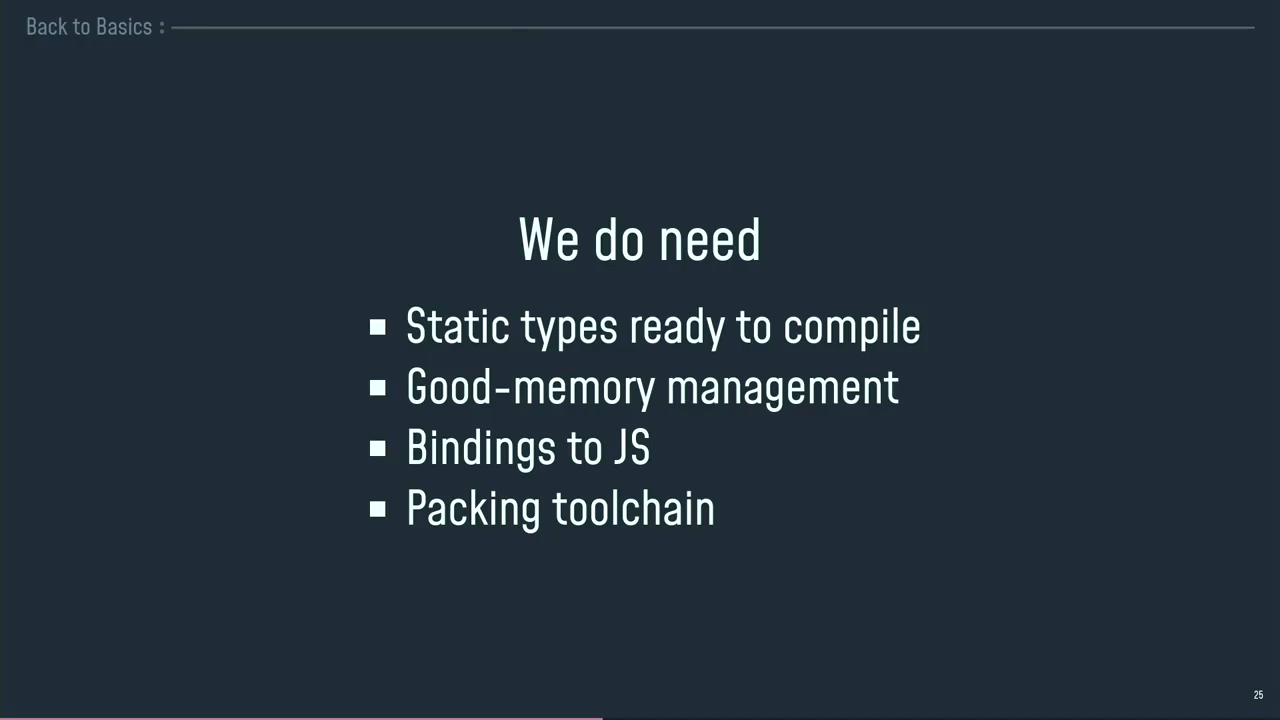 Back to Basics :
We do need
▪ Static types ready to compile
▪ Good-memory management
▪ Bindings to JS
▪ Packing toolchain
25